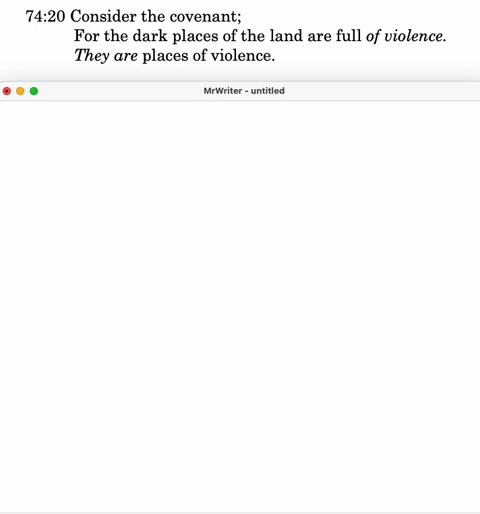 74:20 Consider the covenant;
For the dark places of the land are full of violence.
They are places of violence.
MrWriter - untitled